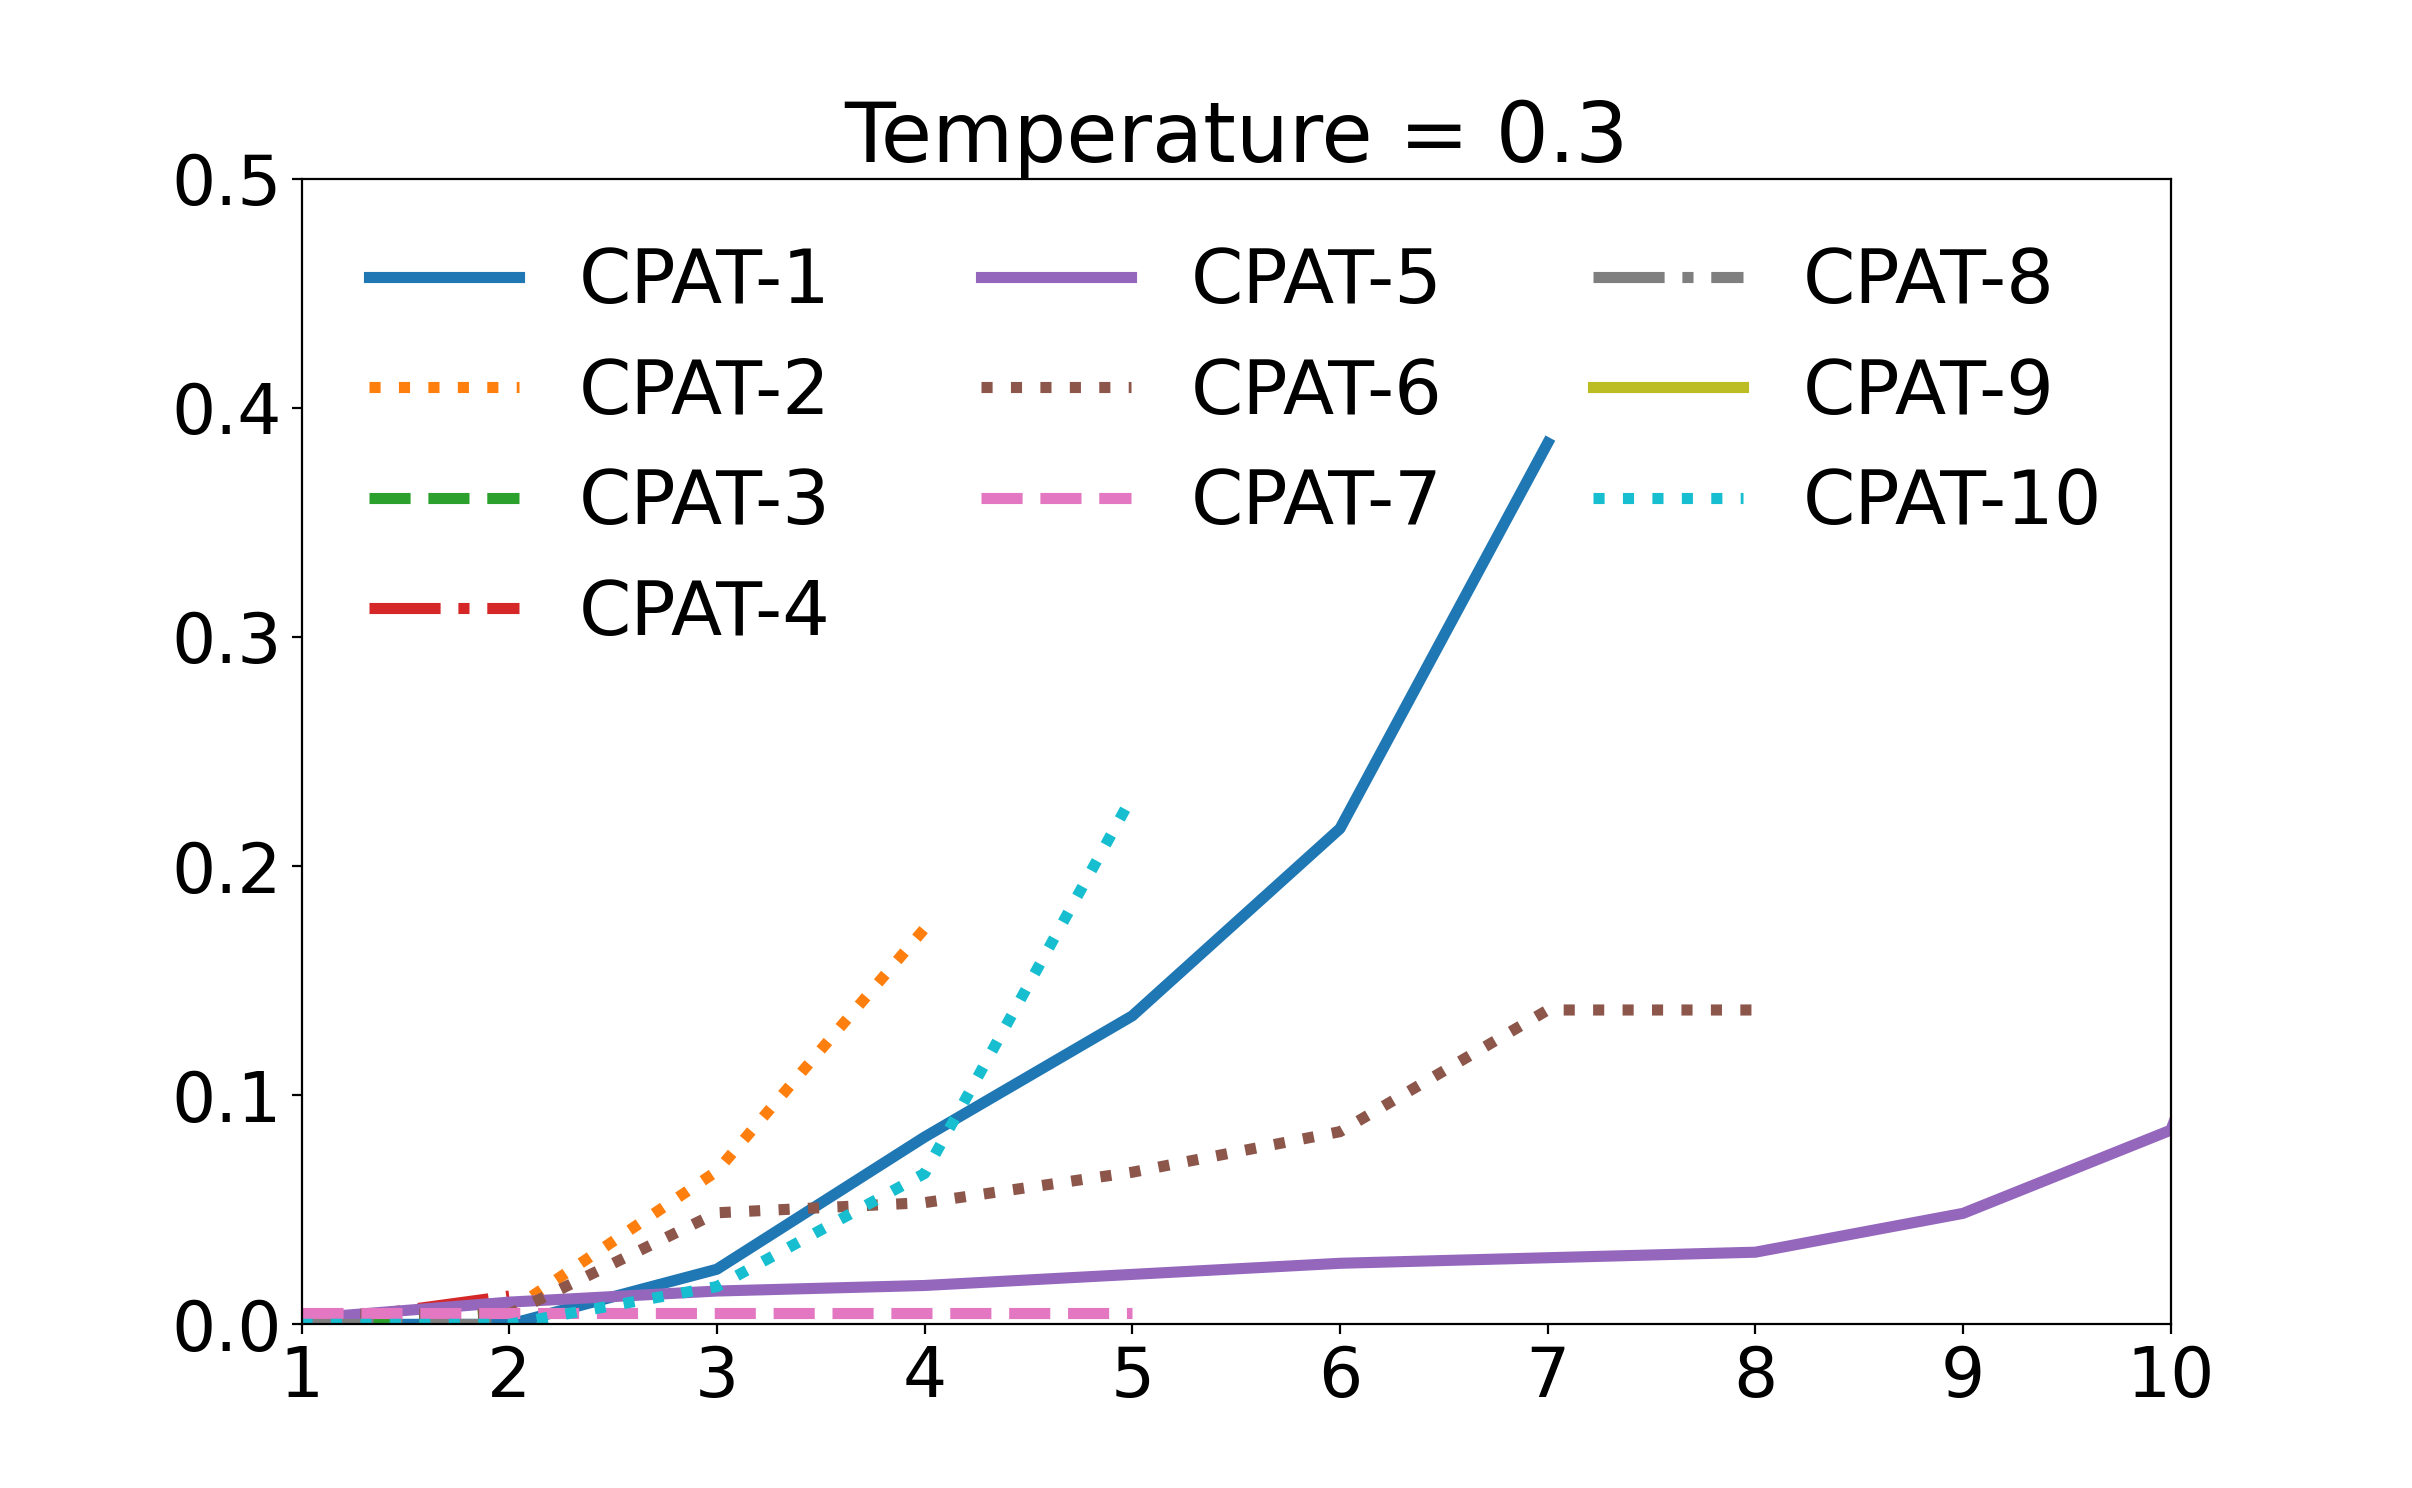 Temperature = 0.3
0.5
0.4
0.3
0.2
0.1
0.0
CPAT-1
CPAT-2
CPAT-3
CPAT-4
CPAT-5
CPAT-6
CPAT-7
CPAT-8
CPAT-9
CPAT-10
1 2 3 4 5 6 7 8 9 10